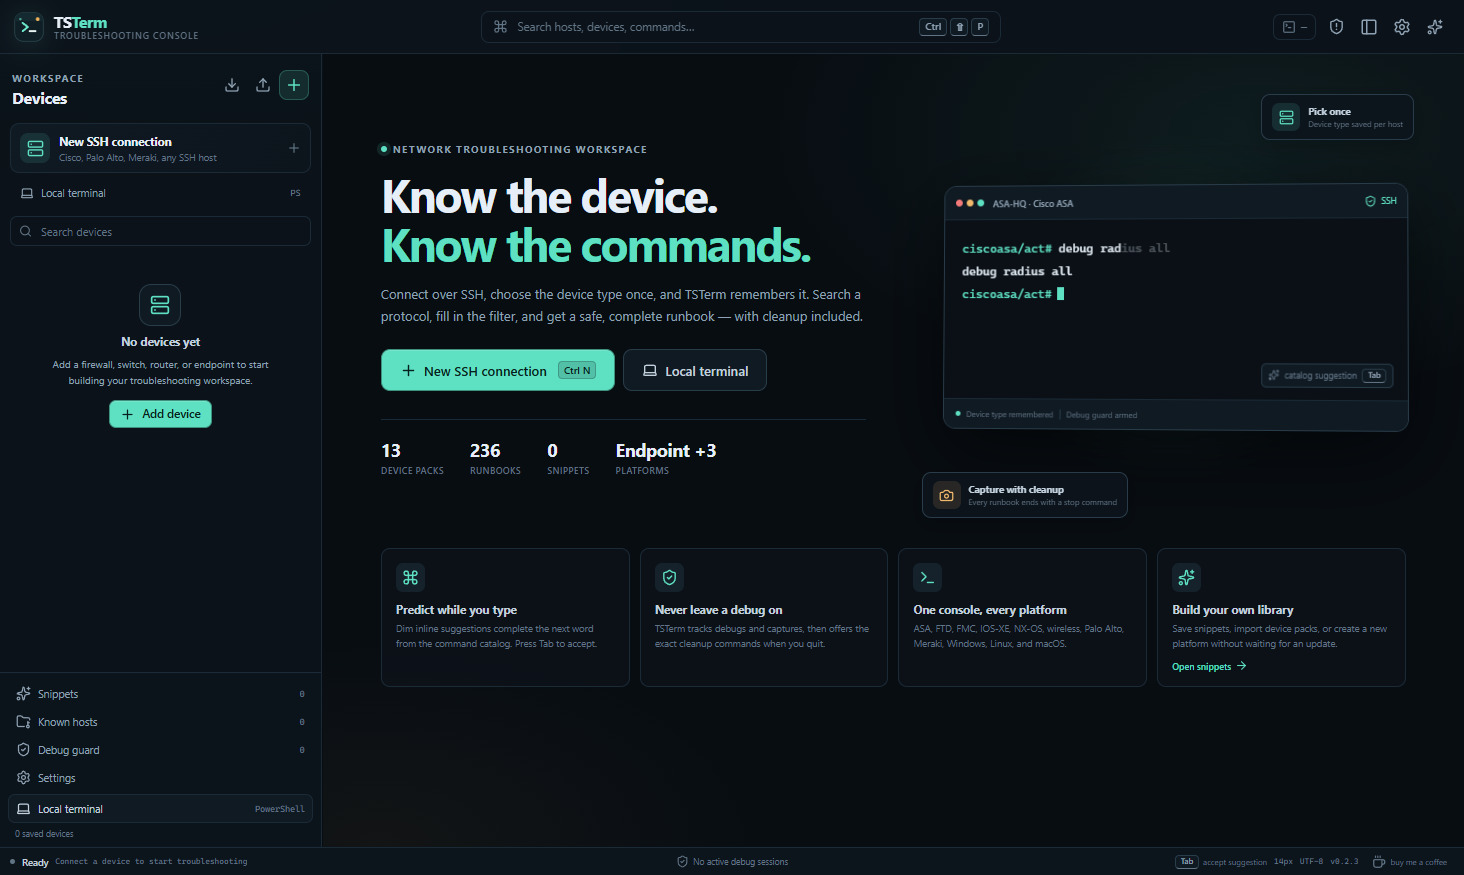 TSTerm
TROUBLESHOOTING CONSOLE
Search hosts, devices, commands...
Ctrl ⇧ P
WORKSPACE
Devices
New SSH connection
Cisco, Palo Alto, Meraki, any SSH host
Local terminal PS
Search devices
No devices yet
Add a firewall, switch, router, or endpoint to start
building your troubleshooting workspace.
Add device
Snippets 0
Known hosts 0
Debug guard 0
Settings
Local terminal PowerShell
0 saved devices
NETWORK TROUBLESHOOTING WORKSPACE
Know the device.
Know the commands.
Connect over SSH, choose the device type once, and TSTerm remembers it. Search a
protocol, fill in the filter, and get a safe, complete runbook — with cleanup included.
New SSH connection Ctrl N
Local terminal
13
DEVICE PACKS
236
RUNBOOKS
0
SNIPPETS
Endpoint +3
PLATFORMS
Pick once
Device type saved per host
ASA-HQ · Cisco ASA
SSH
ciscoasa/act# debug radius all
debug radius all
ciscoasa/act#
catalog suggestion Tab
Device type remembered
Debug guard armed
Capture with cleanup
Every runbook ends with a stop command
Predict while you type
Dim inline suggestions complete the next word
from the command catalog. Press Tab to accept.
Never leave a debug on
TSTerm tracks debugs and captures, then offers the
exact cleanup commands when you quit.
One console, every platform
ASA, FTD, FMC, IOS-XE, NX-OS, wireless, Palo Alto,
Meraki, Windows, Linux, and macOS.
Build your own library
Save snippets, import device packs, or create a new
platform without waiting for an update.
Open snippets →
Ready Connect a device to start troubleshooting
No active debug sessions
Tab accept suggestion 14px UTF-8 v0.2.3 buy me a coffee